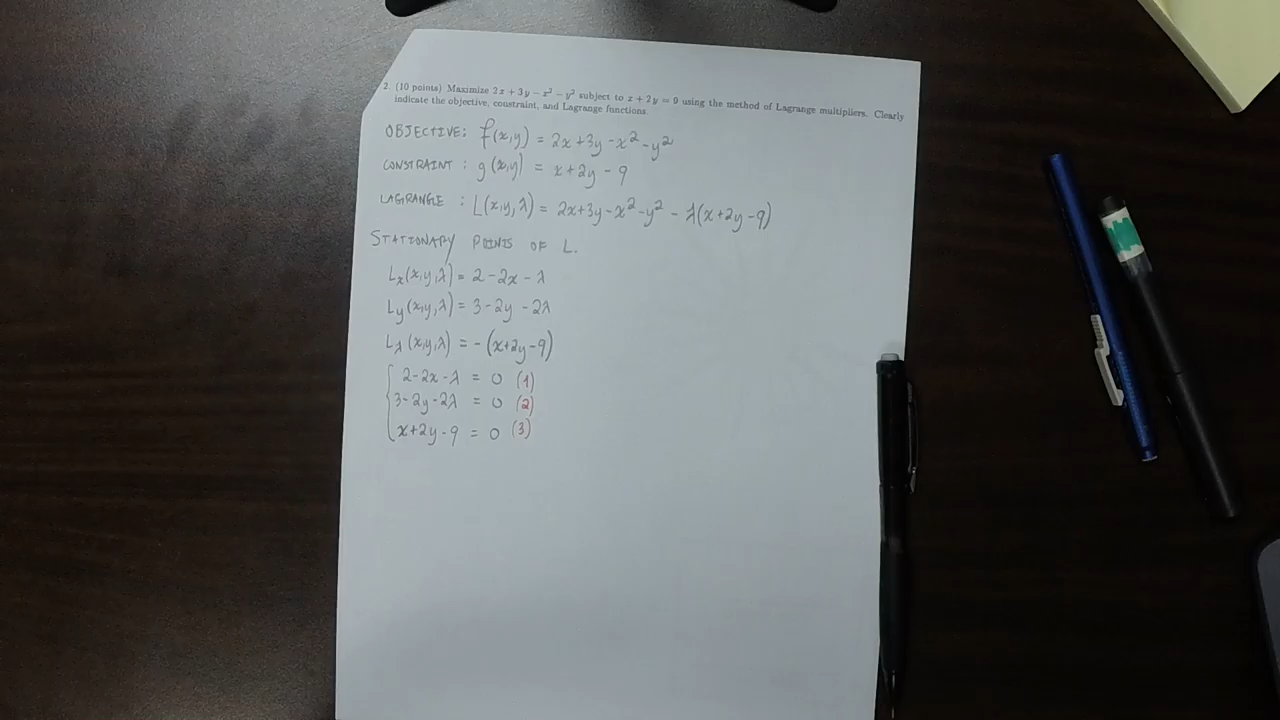 2. (10 points) Maximize 2x + 3y − x² − y² subject to x + 2y = 9 using the method of Lagrange multipliers. Clearly
indicate the objective, constraint, and Lagrange functions.
OBJECTIVE: f(x,y) = 2x+3y-x²-y²
CONSTRAINT: g(x,y) = x+2y-9
LAGRANGE: L(x,y,λ) = 2x+3y-x²-y² - λ(x+2y-9)
STATIONARY POINTS OF L.
Lx(x,y,λ) = 2-2x-λ
Ly(x,y,λ) = 3-2y-2λ
Lλ(x,y,λ) = -(x+2y-9)
2-2x-λ = 0 (1)
3-2y-2λ = 0 (2)
x+2y-9 = 0 (3)